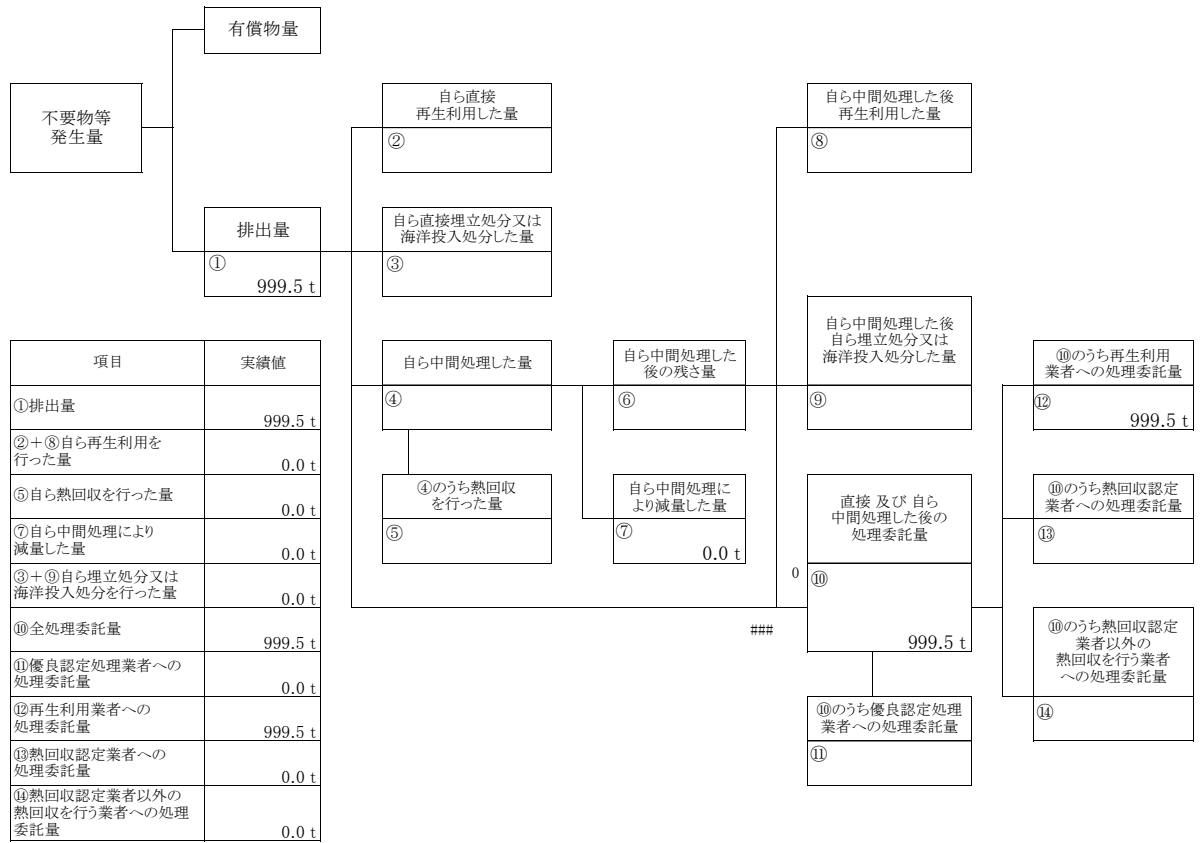 有償物量
不要物等
発生量
自ら直接
再生利用した量
②
自ら中間処理した後
再生利用した量
⑧
排出量
①
999.5 t
自ら直接埋立処分又は
海洋投入処分した量
③
自ら中間処理した量
④
自ら中間処理した
後の残さ量
⑥
自ら中間処理した後
自ら埋立処分又は
海洋投入処分した量
⑨
⑩のうち再生利用
業者への処理委託量
⑫
999.5 t
④のうち熱回収
を行った量
⑤
自ら中間処理に
より減量した量
⑦
0.0 t
直接 及び 自ら
中間処理した後の
処理委託量
0
⑩
###
999.5 t
⑩のうち熱回収認定
業者への処理委託量
⑬
⑩のうち熱回収認定
業者以外の
熱回収を行う業者
への処理委託量
⑭
⑩のうち優良認定処理
業者への処理委託量
⑪
項目 実績値
①排出量
999.5 t
②＋⑧自ら再生利用を
行った量
0.0 t
⑤自ら熱回収を行った量
0.0 t
⑦自ら中間処理により
減量した量
0.0 t
③＋⑨自ら埋立処分又は
海洋投入処分を行った量
0.0 t
⑩全処理委託量
999.5 t
⑪優良認定処理業者への
処理委託量
0.0 t
⑫再生利用業者への
処理委託量
999.5 t
⑬熱回収認定業者への
処理委託量
0.0 t
⑭熱回収認定業者以外の
熱回収を行う業者への処理
委託量
0.0 t